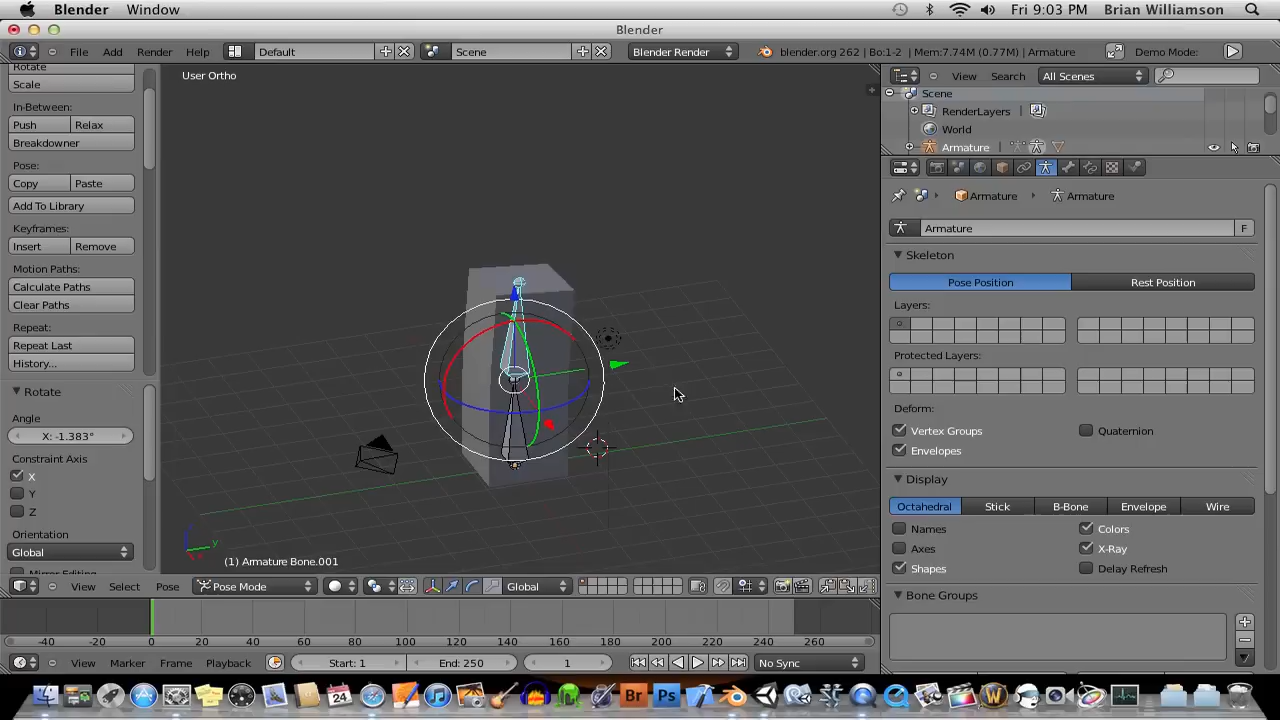 Blender Window Fri 9:03 PM Brian Williamson
Blender
File Add Render Help Default Scene Blender Render blender.org 262 | Bo:1-2 | Mem:7.74M (0.77M) | Armature Demo Mode:
Rotate
Scale
In-Between:
Push Relax
Breakdowner
Pose:
Copy Paste
Add To Library
Keyframes:
Insert Remove
Motion Paths:
Calculate Paths
Clear Paths
Repeat:
Repeat Last
History...
Rotate
Angle
X: -1.383°
Constraint Axis
X
Y
Z
Orientation
Global
User Ortho
y
(1) Armature Bone.001
View Select Pose Pose Mode Global
-40 -20 0 20 40 60 80 100 120 140 160 180 200 220 240 260
View Marker Frame Playback Start: 1 End: 250 1 No Sync
View Search All Scenes
Scene
RenderLayers |
World
Armature
Armature Armature
Armature F
Skeleton
Pose Position Rest Position
Layers:
Protected Layers:
Deform:
Vertex Groups Quaternion
Envelopes
Display
Octahedral Stick B-Bone Envelope Wire
Names Colors
Axes X-Ray
Shapes Delay Refresh
Bone Groups
24 Br Ps W